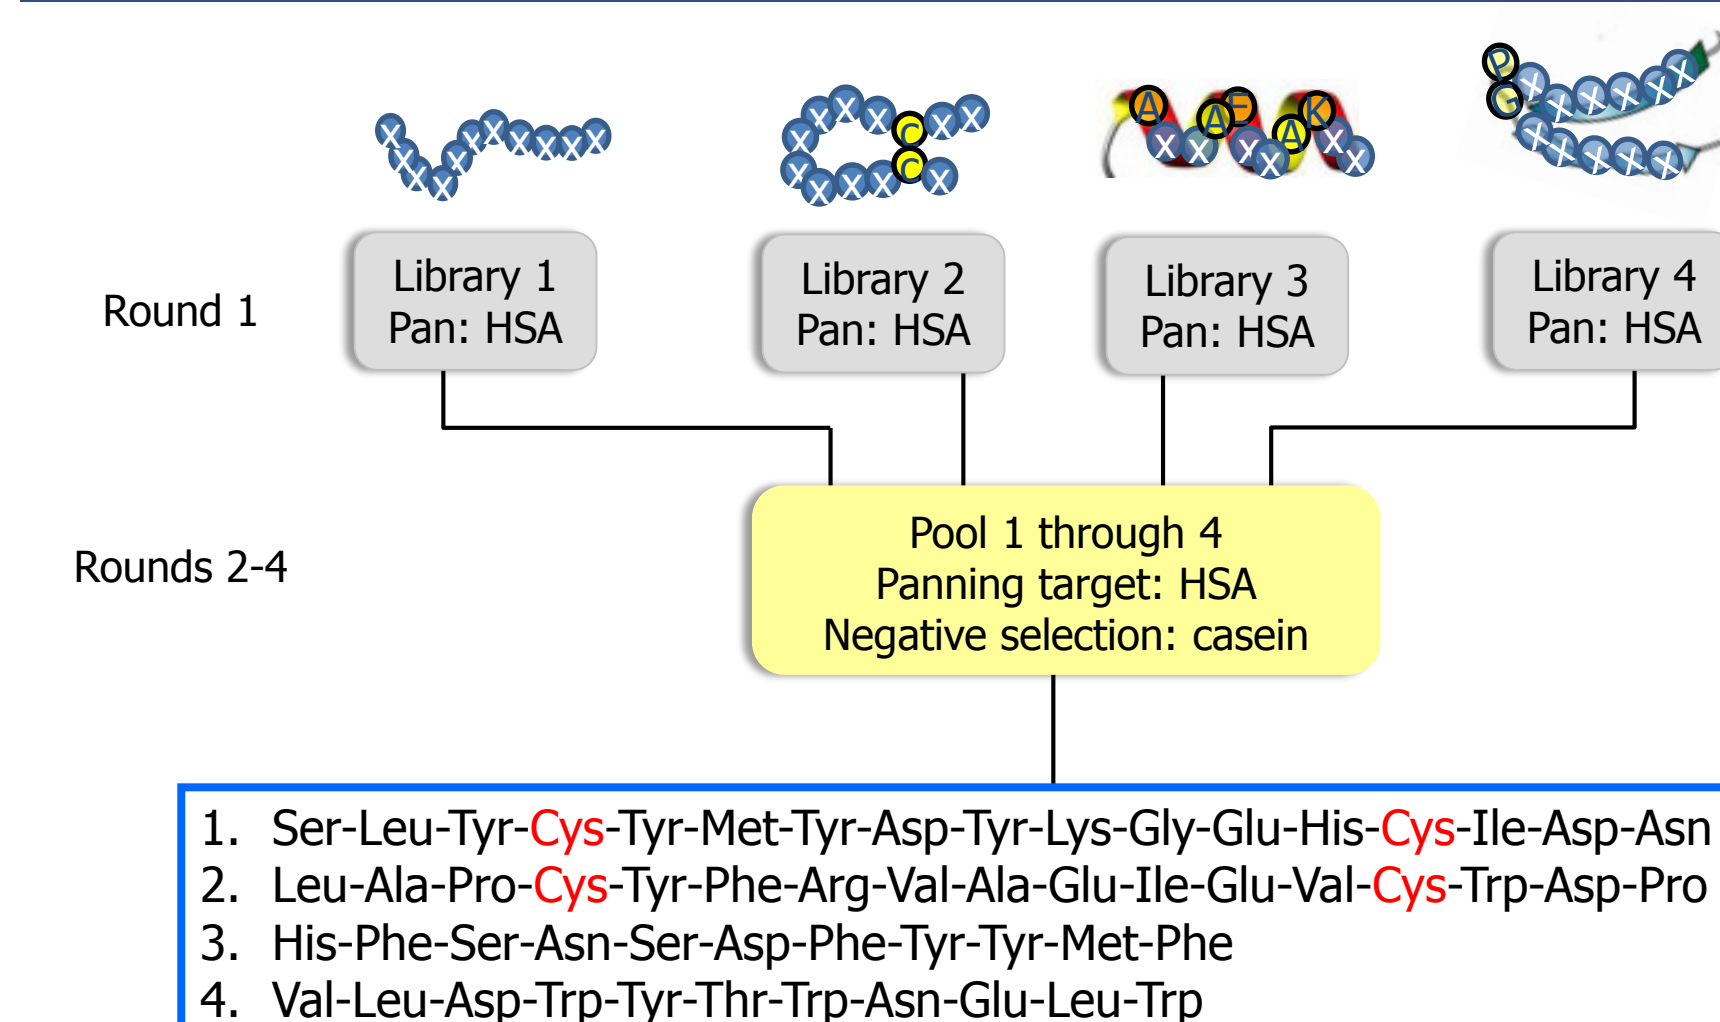 X X X X X X X X X X X
X X X X C X X
X X X X X C X
A A E A K
X X X X X X
P X X X X X X
G X X X X X
Library 1
Pan: HSA
Library 2
Pan: HSA
Library 3
Pan: HSA
Library 4
Pan: HSA
Round 1
Pool 1 through 4
Panning target: HSA
Negative selection: casein
Rounds 2-4
1. Ser-Leu-Tyr-Cys-Tyr-Met-Tyr-Asp-Tyr-Lys-Gly-Glu-His-Cys-Ile-Asp-Asn
2. Leu-Ala-Pro-Cys-Tyr-Phe-Arg-Val-Ala-Glu-Ile-Glu-Val-Cys-Trp-Asp-Pro
3. His-Phe-Ser-Asn-Ser-Asp-Phe-Tyr-Tyr-Met-Phe
4. Val-Leu-Asp-Trp-Tyr-Thr-Trp-Asn-Glu-Leu-Trp